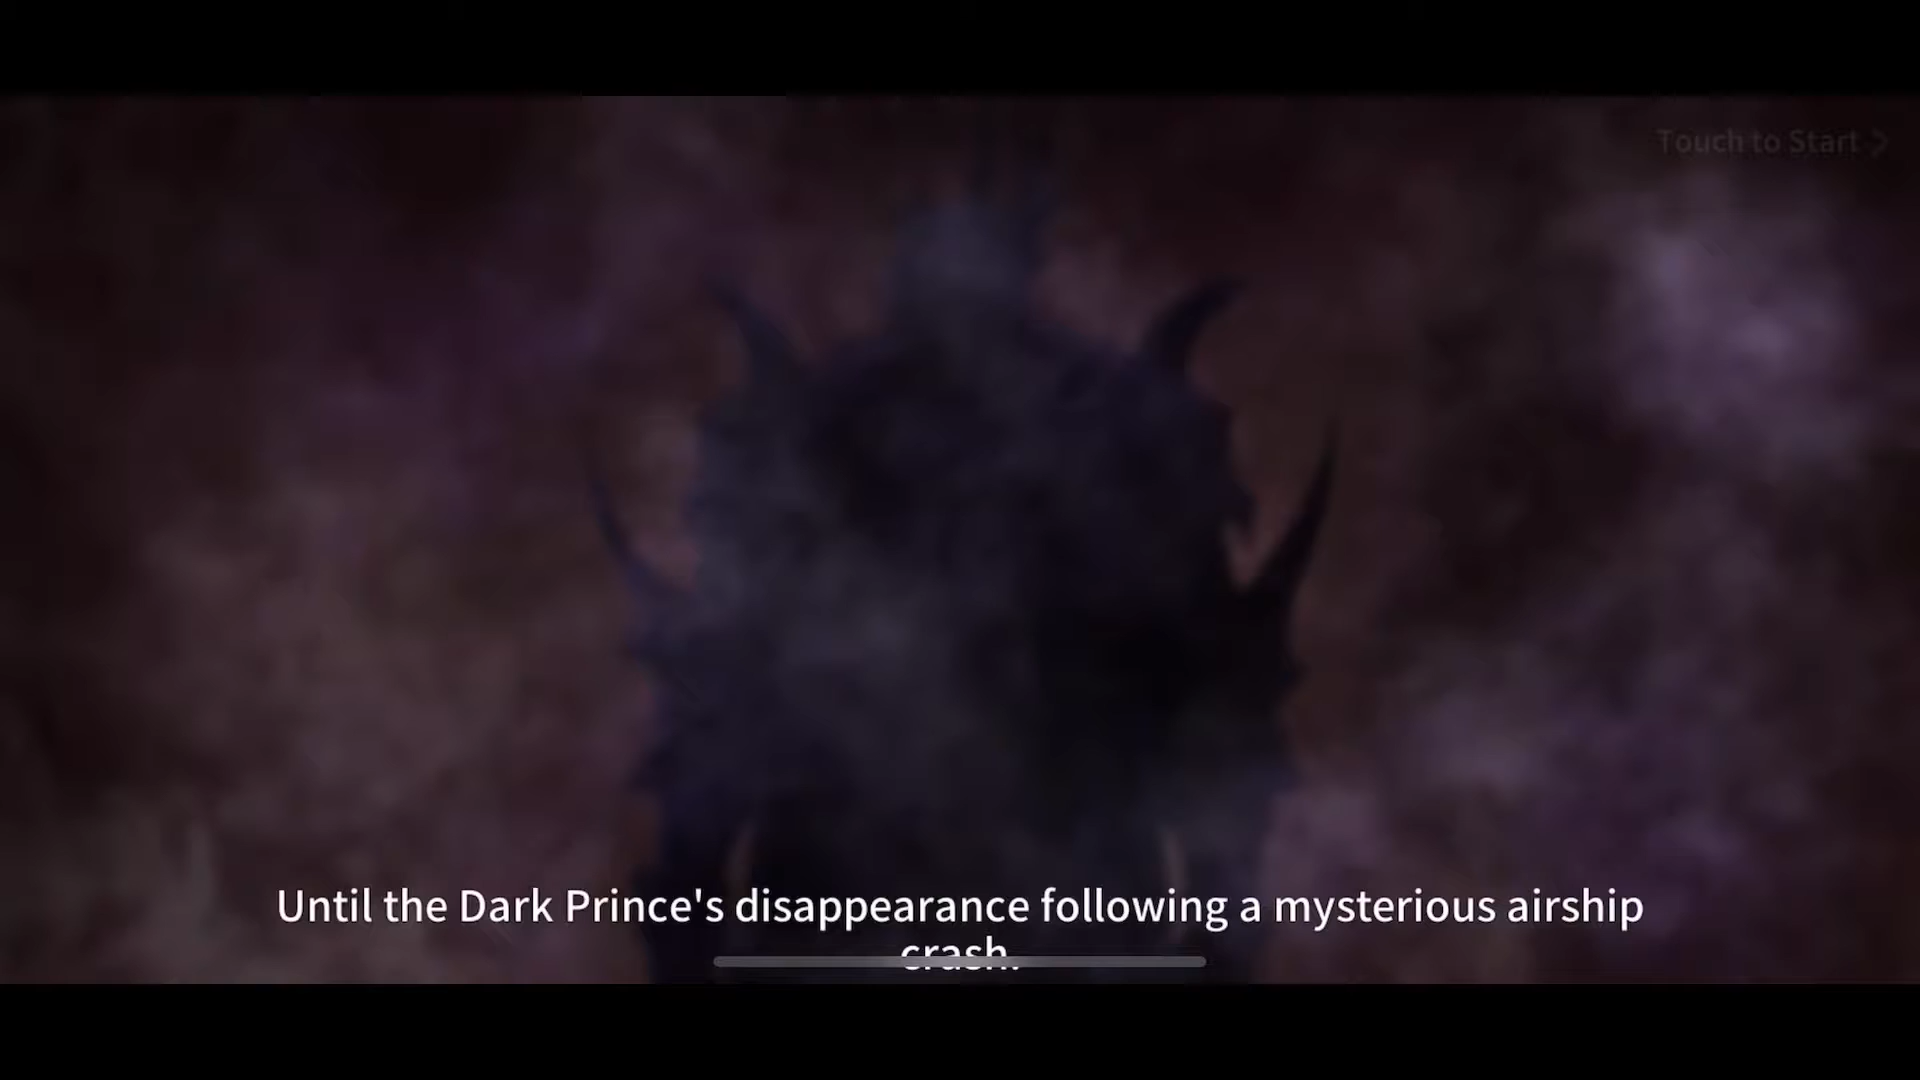 Touch to Start >
Until the Dark Prince's disappearance following a mysterious airship
crash.